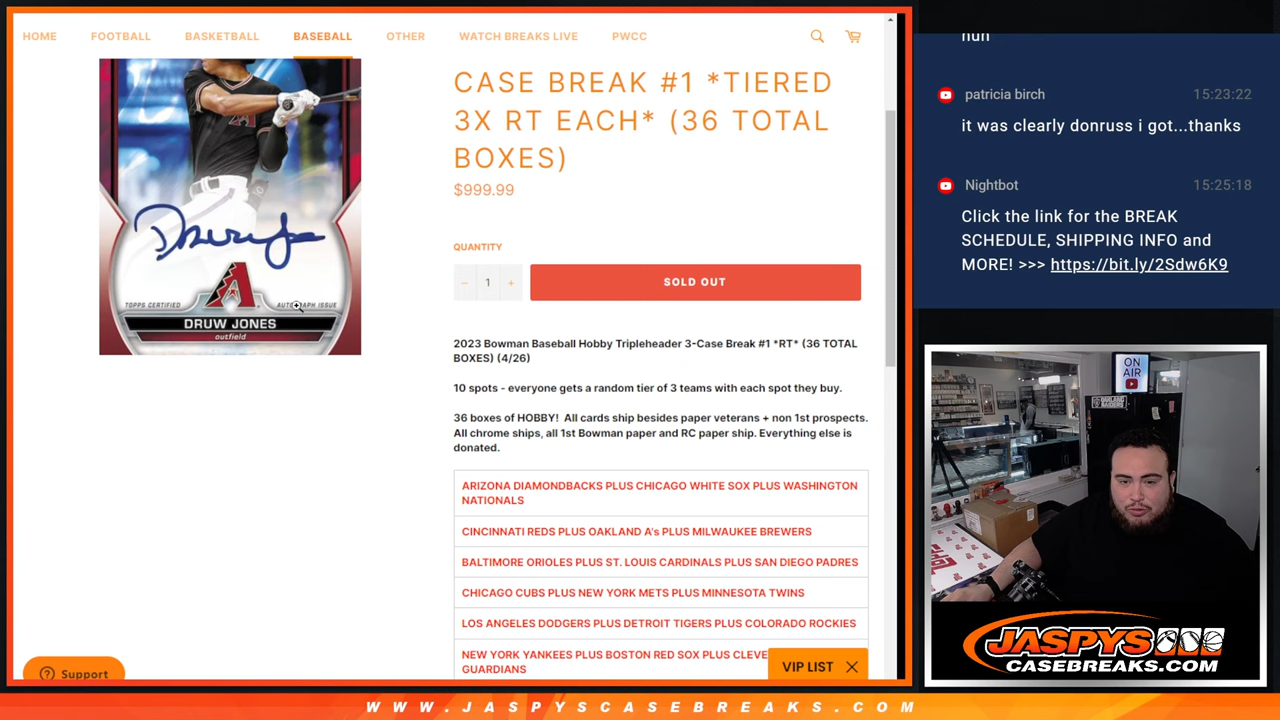 HOME FOOTBALL BASKETBALL BASEBALL OTHER WATCH BREAKS LIVE PWCC
TOPPS CERTIFIED AUTOGRAPH ISSUE
DRUW JONES
outfield
CASE BREAK #1 *TIERED
3X RT EACH* (36 TOTAL
BOXES)
$999.99
QUANTITY
− 1 +
SOLD OUT
2023 Bowman Baseball Hobby Tripleheader 3-Case Break #1 *RT* (36 TOTAL
BOXES) (4/26)
10 spots - everyone gets a random tier of 3 teams with each spot they buy.
36 boxes of HOBBY!  All cards ship besides paper veterans + non 1st prospects.
All chrome ships, all 1st Bowman paper and RC paper ship. Everything else is
donated.
ARIZONA DIAMONDBACKS PLUS CHICAGO WHITE SOX PLUS WASHINGTON
NATIONALS
CINCINNATI REDS PLUS OAKLAND A's PLUS MILWAUKEE BREWERS
BALTIMORE ORIOLES PLUS ST. LOUIS CARDINALS PLUS SAN DIEGO PADRES
CHICAGO CUBS PLUS NEW YORK METS PLUS MINNESOTA TWINS
LOS ANGELES DODGERS PLUS DETROIT TIGERS PLUS COLORADO ROCKIES
NEW YORK YANKEES PLUS BOSTON RED SOX PLUS CLEVE
GUARDIANS
VIP LIST
Support
patricia birch 15:23:22
it was clearly donruss i got...thanks
Nightbot 15:25:18
Click the link for the BREAK
SCHEDULE, SHIPPING INFO and
MORE! >>> https://bit.ly/2Sdw6K9
ON
AIR
JASPYS
CASEBREAKS.COM
WWW.JASPYSCASEBREAKS.COM